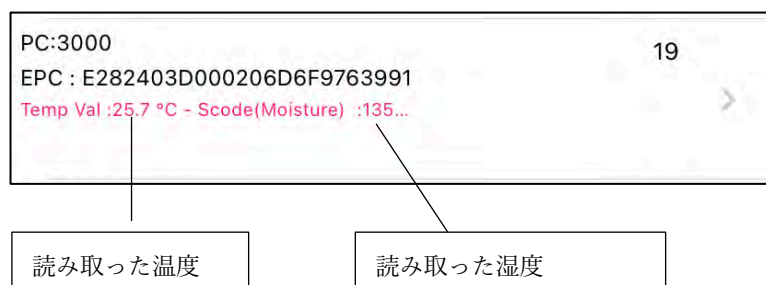 PC:3000
19
EPC : E282403D000206D6F9763991
Temp Val :25.7 °C - Scode(Moisture) :135...
読み取った温度
読み取った湿度